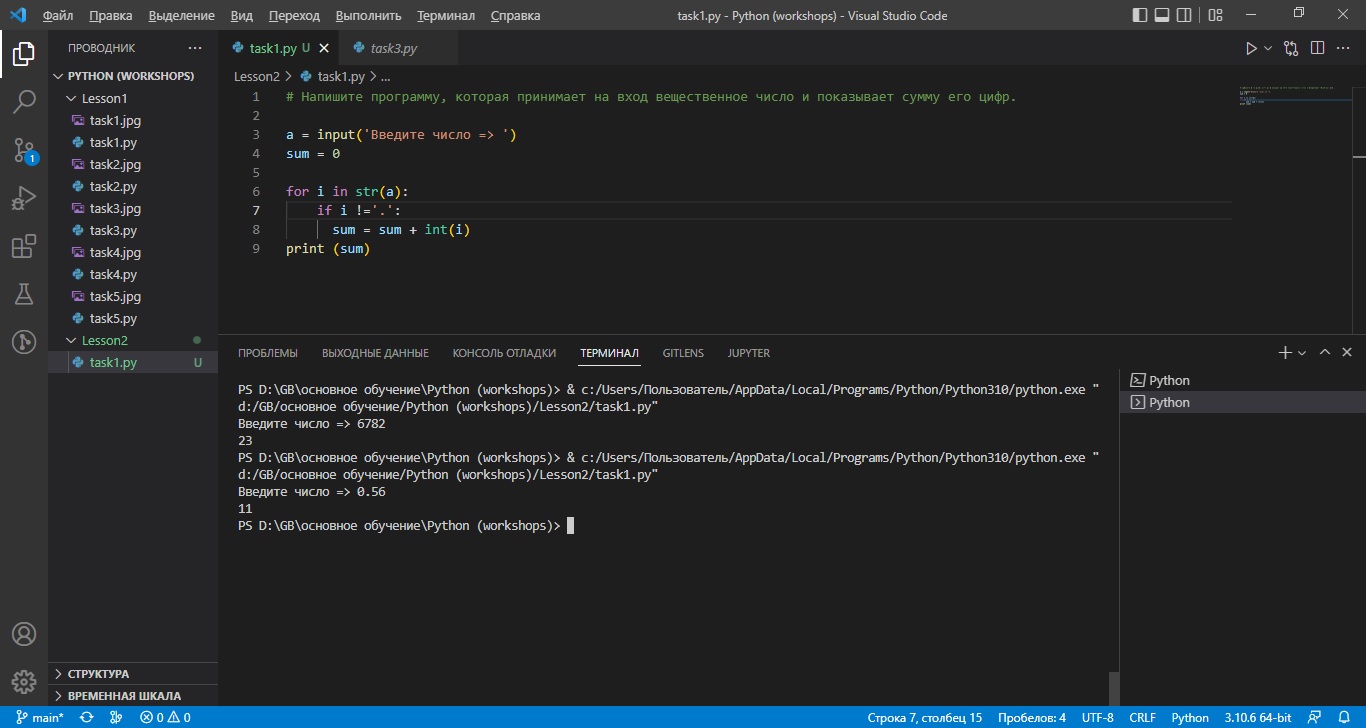 Файл Правка Выделение Вид Переход Выполнить Терминал Справка task1.py - Python (workshops) - Visual Studio Code
ПРОВОДНИК ...
PYTHON (WORKSHOPS)
Lesson1
task1.jpg
task1.py
task2.jpg
task2.py
task3.jpg
task3.py
task4.jpg
task4.py
task5.jpg
task5.py
Lesson2
task1.py U
СТРУКТУРА
ВРЕМЕННАЯ ШКАЛА
1
task1.py U task3.py
Lesson2 > task1.py > ...
1 # Напишите программу, которая принимает на вход вещественное число и показывает сумму его цифр.
2
3 a = input('Введите число => ')
4 sum = 0
5
6 for i in str(a):
7 if i !='.':
8 sum = sum + int(i)
9 print (sum)
ПРОБЛЕМЫ ВЫХОДНЫЕ ДАННЫЕ КОНСОЛЬ ОТЛАДКИ ТЕРМИНАЛ GITLENS JUPYTER
PS D:\GB\основное обучение\Python (workshops)> & c:/Users/Пользователь/AppData/Local/Programs/Python/Python310/python.exe "
d:/GB/основное обучение/Python (workshops)/Lesson2/task1.py"
Введите число => 6782
23
PS D:\GB\основное обучение\Python (workshops)> & c:/Users/Пользователь/AppData/Local/Programs/Python/Python310/python.exe "
d:/GB/основное обучение/Python (workshops)/Lesson2/task1.py"
Введите число => 0.56
11
PS D:\GB\основное обучение\Python (workshops)>
Python
Python
main* 0 0 Строка 7, столбец 15 Пробелов: 4 UTF-8 CRLF Python 3.10.6 64-bit